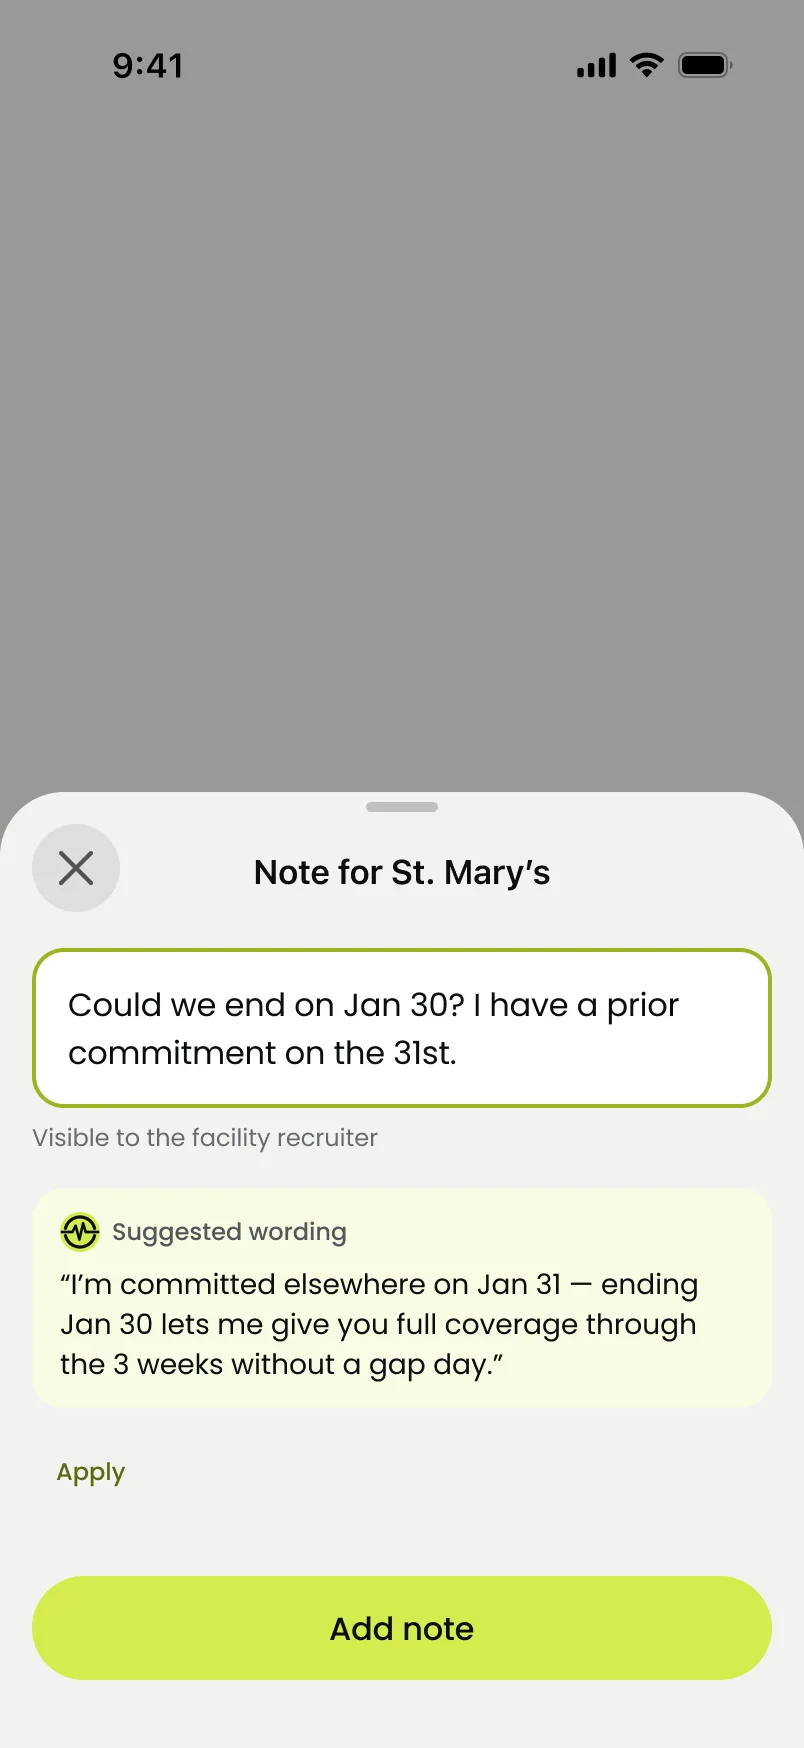 9:41
Note for St. Mary’s
Could we end on Jan 30? I have a prior
commitment on the 31st.
Visible to the facility recruiter
Suggested wording
“I’m committed elsewhere on Jan 31 — ending
Jan 30 lets me give you full coverage through
the 3 weeks without a gap day.”
Apply
Add note